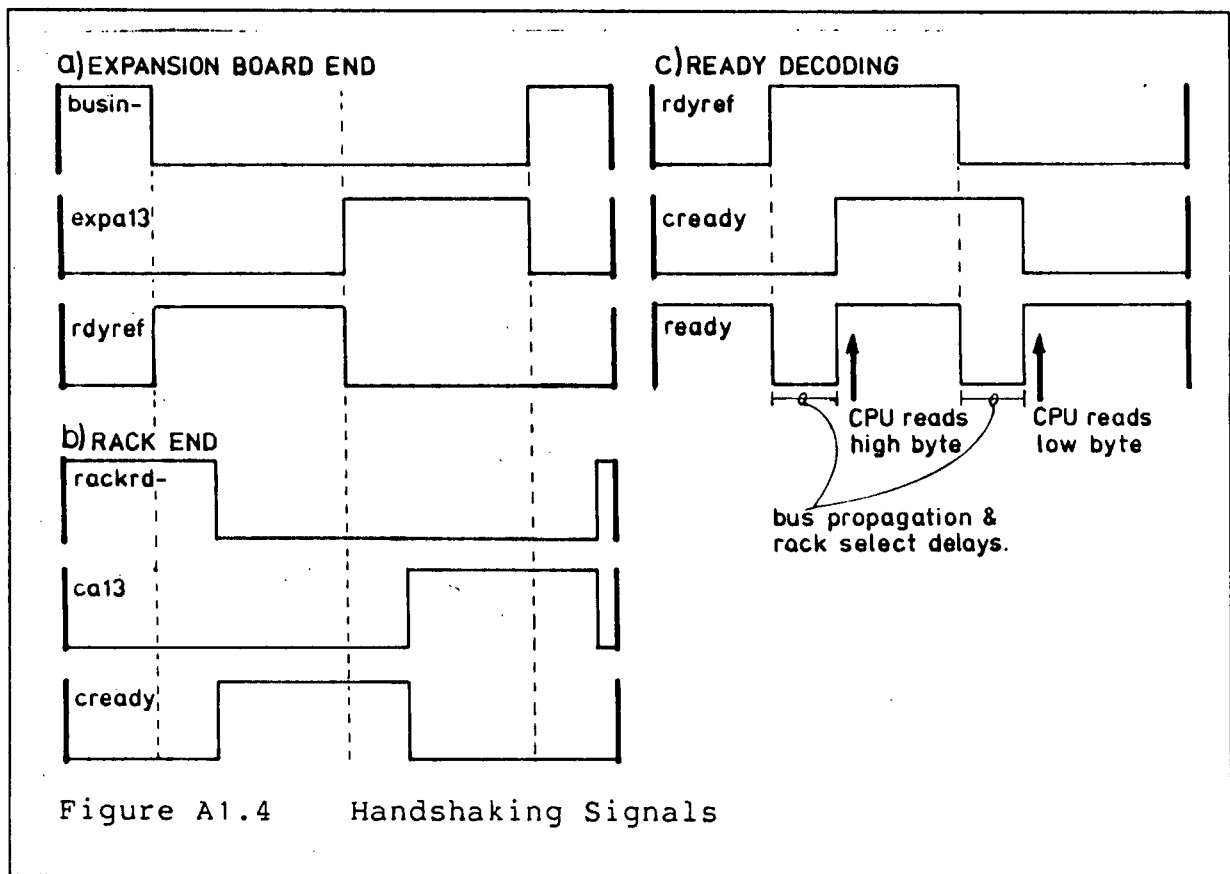 a) EXPANSION BOARD END
busin-
expa13
rdyref
b) RACK END
rackrd-
ca13
cready
c) READY DECODING
rdyref
cready
ready
CPU reads
high byte
CPU reads
low byte
bus propagation &
rack select delays.
Figure A1.4 Handshaking Signals